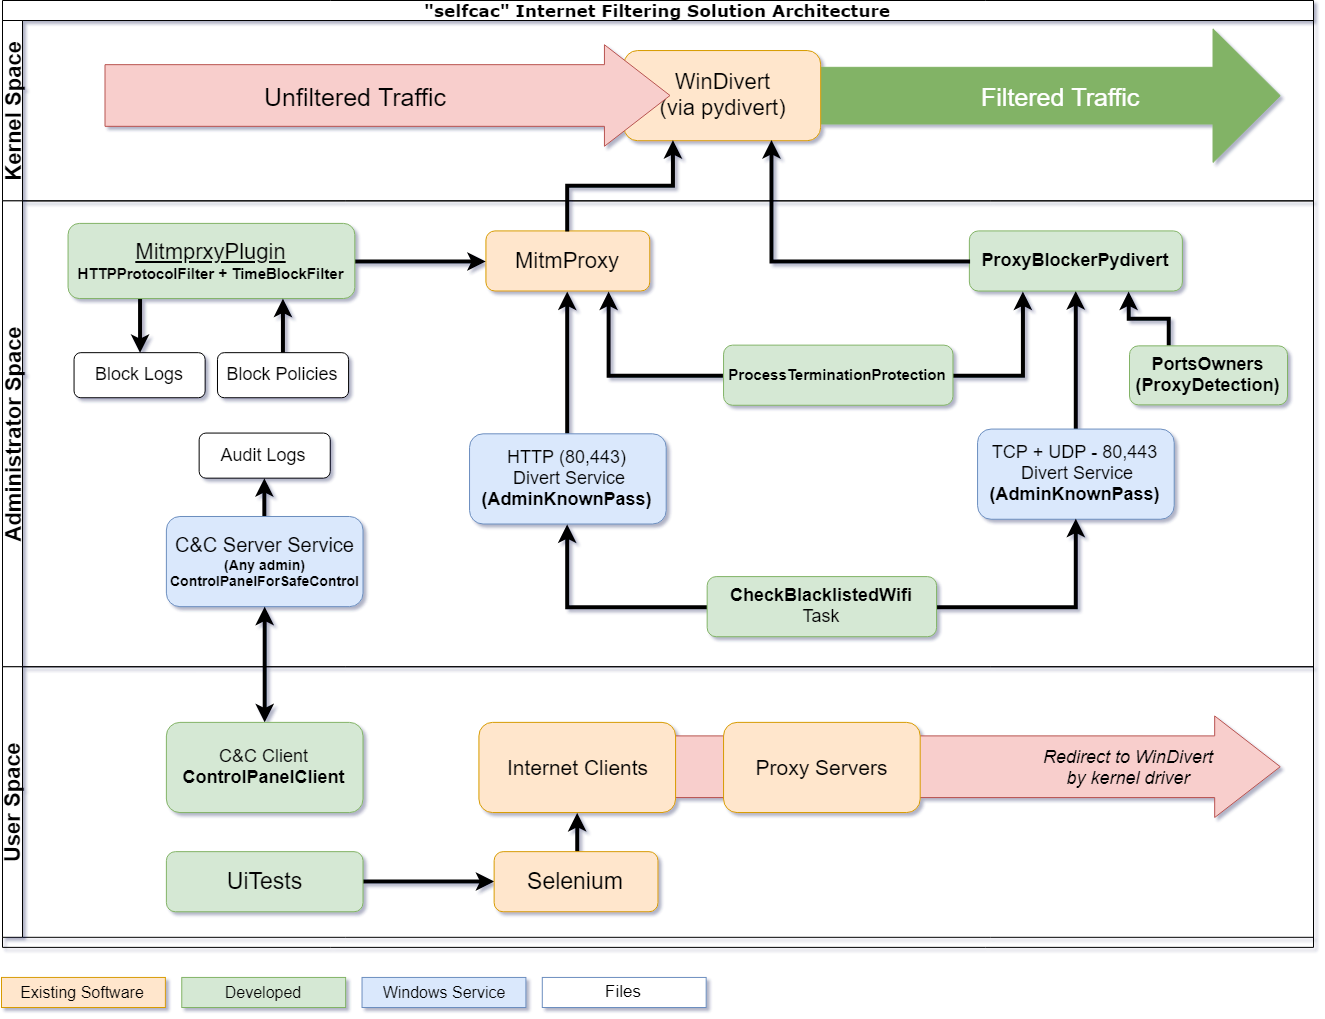 "selfcac" Internet Filtering Solution Architecture
Kernel Space
Unfiltered Traffic
WinDivert
(via pydivert)
Filtered Traffic
Administrator Space
MitmprxyPlugin
HTTPProtocolFilter + TimeBlockFilter
MitmProxy
ProxyBlockerPydivert
Block Logs
Block Policies
ProcessTerminationProtection
PortsOwners
(ProxyDetection)
Audit Logs
HTTP (80,443)
Divert Service
(AdminKnownPass)
TCP + UDP - 80,443
Divert Service
(AdminKnownPass)
C&C Server Service
(Any admin)
ControlPanelForSafeControl
CheckBlacklistedWifi
Task
User Space
C&C Client
ControlPanelClient
Internet Clients
Proxy Servers
Redirect to WinDivert
by kernel driver
UiTests
Selenium
Existing Software
Developed
Windows Service
Files